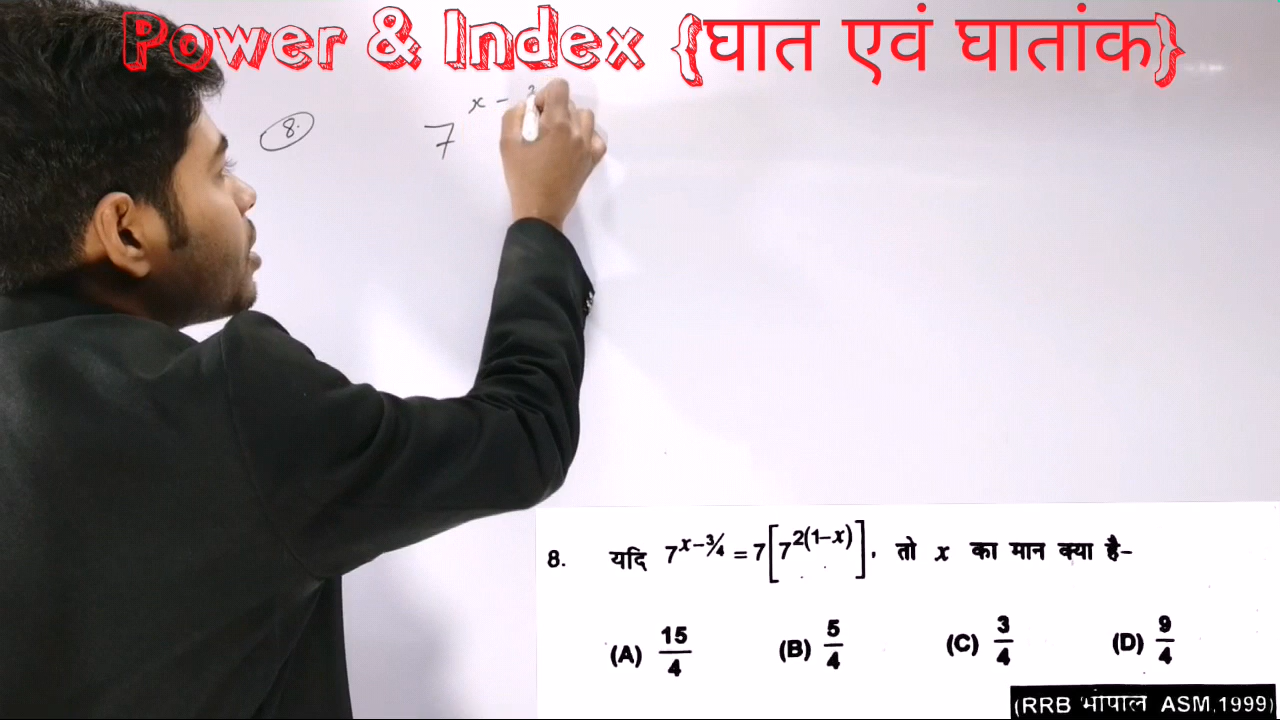 Power & Index {घात एवं घातांक}
8.
7^{x-3
8. यदि 7^{x-3/4} = 7[7^{2(1-x)}], तो x का मान क्या है-
(A) 15/4 (B) 5/4 (C) 3/4 (D) 9/4
(RRB भोपाल ASM,1999)